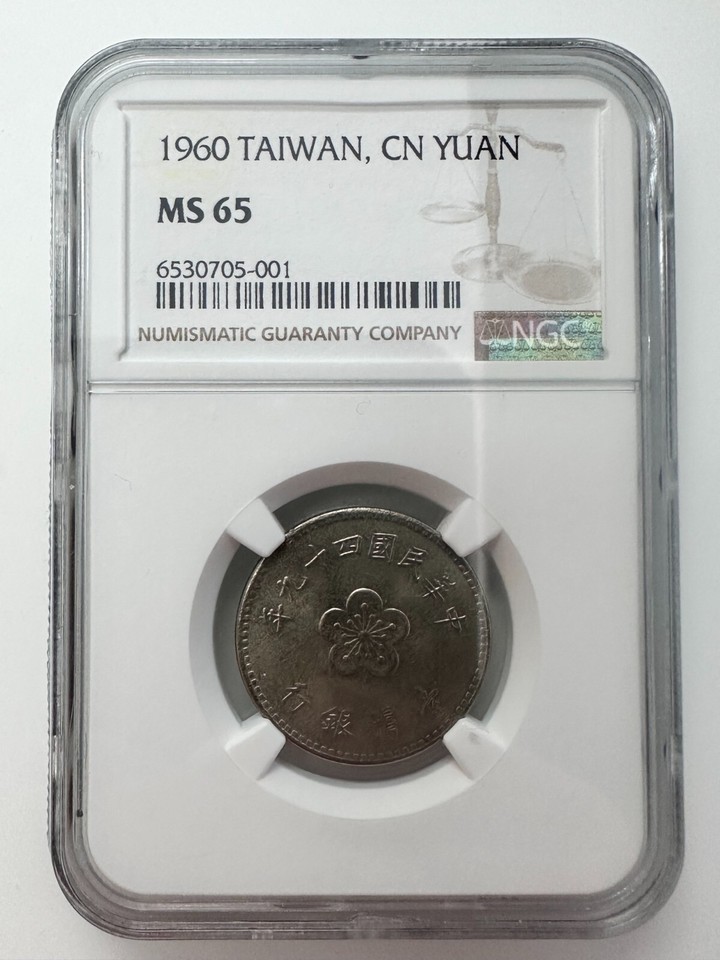 1960 TAIWAN, CN YUAN
MS 65
6530705-001
NUMISMATIC GUARANTY COMPANY
NGC
年九十四國民華中
行銀